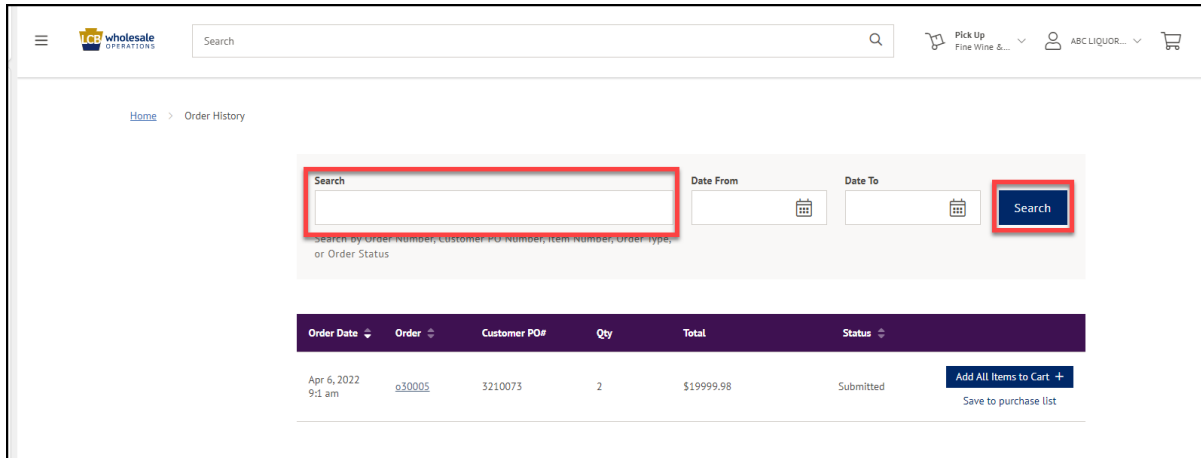 LCB wholesale
OPERATIONS
Search
Pick Up
Fine Wine &...
ABC LIQUOR...
Home > Order History
Search
Date From
Date To
Search
Search by Order Number, Customer PO Number, Item Number, Order Type,
or Order Status
Order Date Order Customer PO# Qty Total Status
Apr 6, 2022
9:1 am
o30005 3210073 2 $19999.98 Submitted
Add All Items to Cart +
Save to purchase list